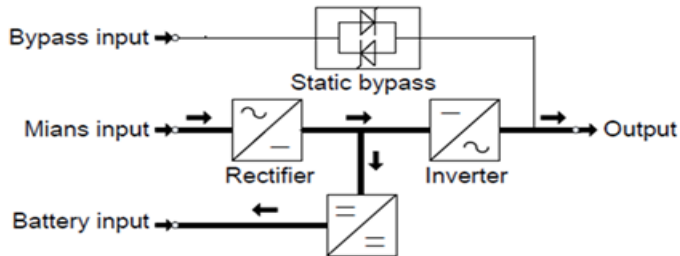 Bypass input
Static bypass
Mians input
Output
Rectifier
Inverter
Battery input